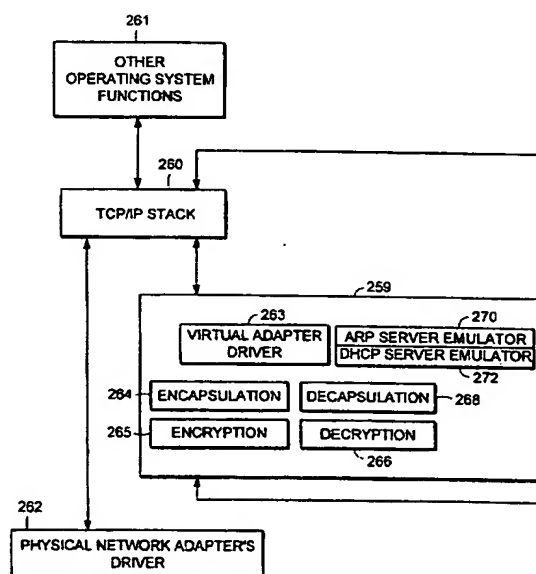 261
OTHER
OPERATING SYSTEM
FUNCTIONS
260
TCP/IP STACK
259
263
270
VIRTUAL ADAPTER
DRIVER
ARP SERVER EMULATOR
DHCP SERVER EMULATOR
272
264
ENCAPSULATION
DECAPSULATION
268
265
ENCRYPTION
DECRYPTION
266
262
PHYSICAL NETWORK ADAPTER'S
DRIVER